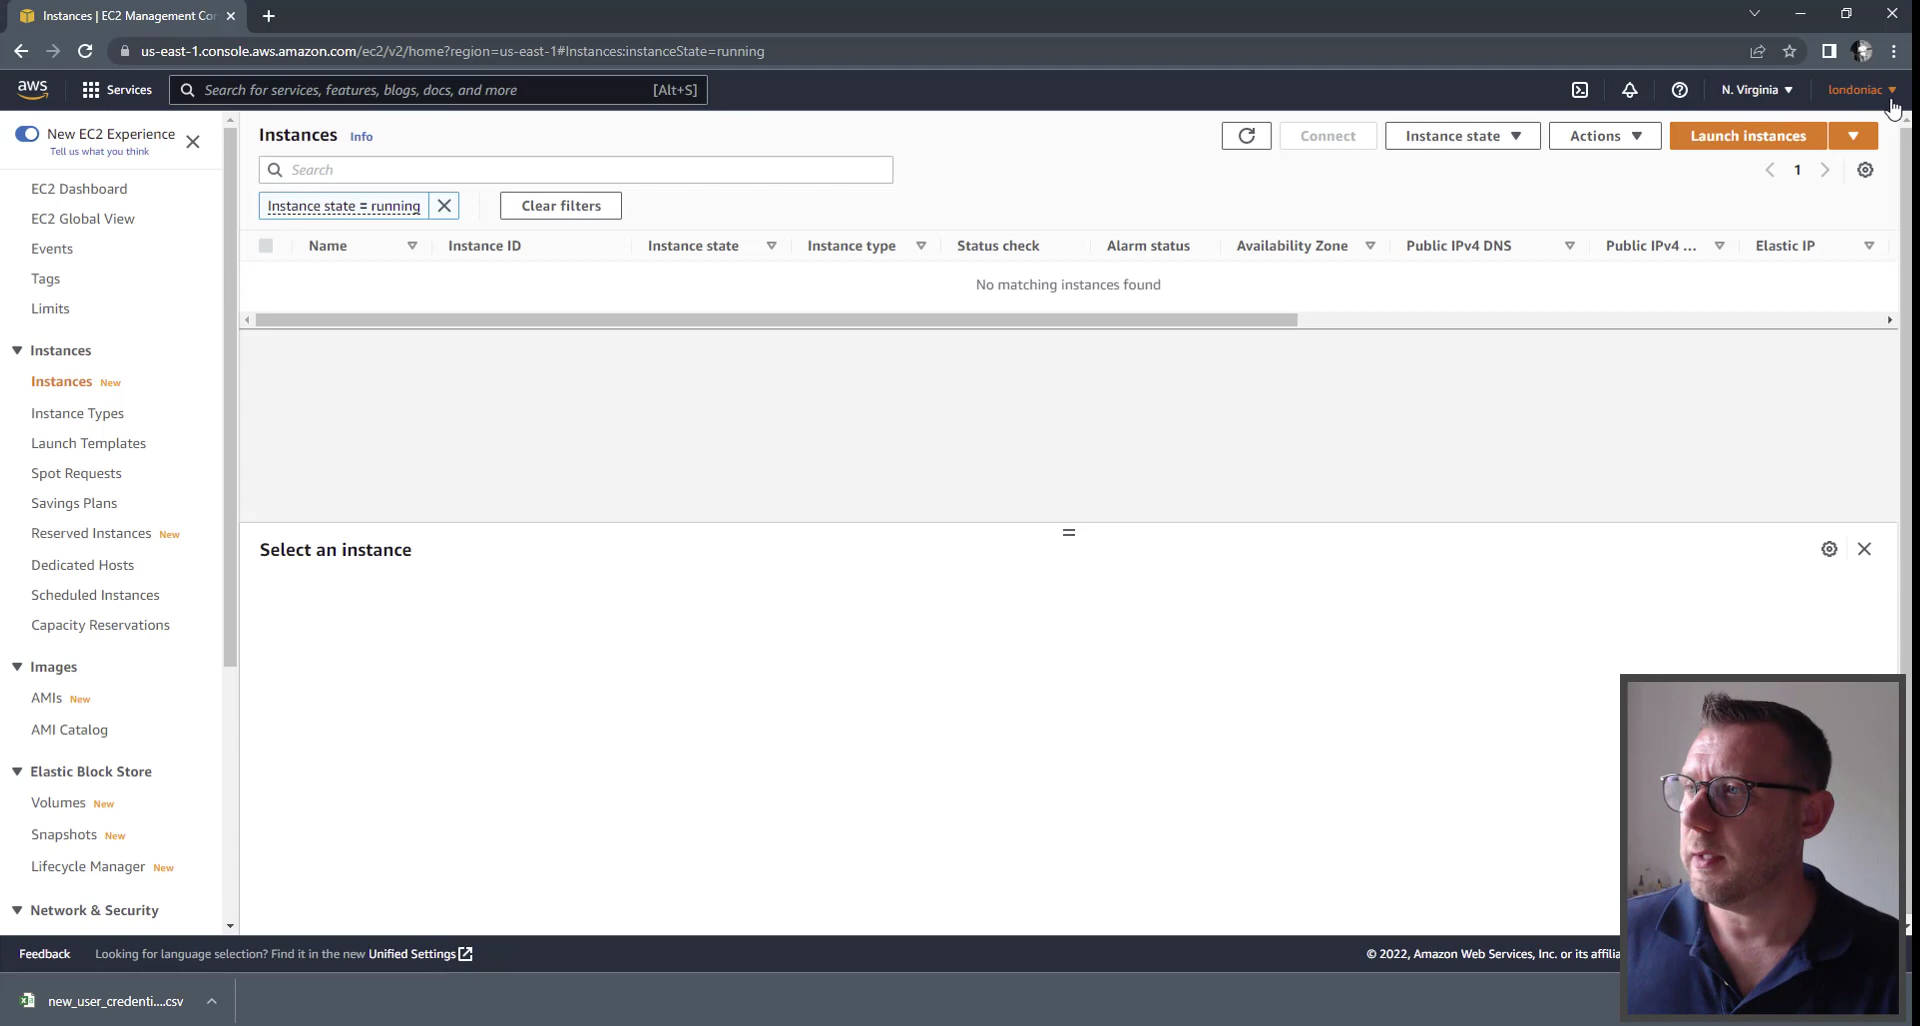 Instances | EC2 Management Con
us-east-1.console.aws.amazon.com/ec2/v2/home?region=us-east-1#Instances:instanceState=running
aws
Services
Search for services, features, blogs, docs, and more
[Alt+S]
N. Virginia
londoniac
New EC2 Experience
Tell us what you think
EC2 Dashboard
EC2 Global View
Events
Tags
Limits
Instances
Instances New
Instance Types
Launch Templates
Spot Requests
Savings Plans
Reserved Instances New
Dedicated Hosts
Scheduled Instances
Capacity Reservations
Images
AMIs New
AMI Catalog
Elastic Block Store
Volumes New
Snapshots New
Lifecycle Manager New
Network & Security
Instances Info
Connect
Instance state
Actions
Launch instances
Search
1
Instance state = running
Clear filters
Name
Instance ID
Instance state
Instance type
Status check
Alarm status
Availability Zone
Public IPv4 DNS
Public IPv4 ...
Elastic IP
No matching instances found
Select an instance
Feedback
Looking for language selection? Find it in the new Unified Settings
© 2022, Amazon Web Services, Inc. or its affilia
new_user_credenti....csv